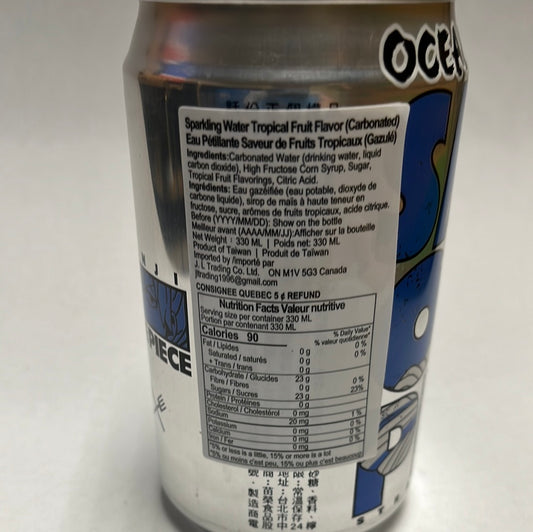 OCEA
Sparkling Water Tropical Fruit Flavor (Carbonated)
Eau Pétillante Saveur de Fruits Tropicaux (Gazulé)
Ingredients:Carbonated Water (drinking water, liquid
carbon dioxide), High Fructose Corn Syrup, Sugar,
Tropical Fruit Flavorings, Citric Acid.
Ingrédients: Eau gazéifiée (eau potable, dioxyde de
carbone liquide), sirop de maïs à haute teneur en
fructose, sucre, arômes de fruits tropicaux, acide citrique.
Before (YYYY/MM/DD): Show on the bottle
Meilleur avant (AAAA/MM/JJ):Afficher sur la bouteille
Net Weight : 330 ML | Poids net: 330 ML
Product of Taiwan | Produit de Taiwan
Imported by /Importé par
J. L Trading Co. Ltd. ON M1V 5G3 Canada
jltrading1996@gmail.com
CONSIGNEE QUEBEC 5 ¢ REFUND
Nutrition Facts Valeur nutritive
Serving size per container 330 ML
Portion par contenant 330 ML
Calories 90
% Daily Value*
% valeur quotidienne*
Fat / Lipides 0 g 0 %
Saturated / saturés 0 g 0 %
+ Trans / trans 0 g
Carbohydrate / Glucides 23 g
Fibre / Fibres 0 g 0 %
Sugars / Sucres 23 g 23%
Protein / Protéines 0 g
Cholesterol / Cholestérol 0 mg
Sodium 20 mg 1 %
Potassium 0 mg 0 %
Calcium 0 mg 0 %
Iron / Fer 0 mg 0 %
*5% or less is a little, 15% or more is a lot
*5% ou moins c'est peu, 15% ou plus c'est beaucoup
NJI
PIECE
STR